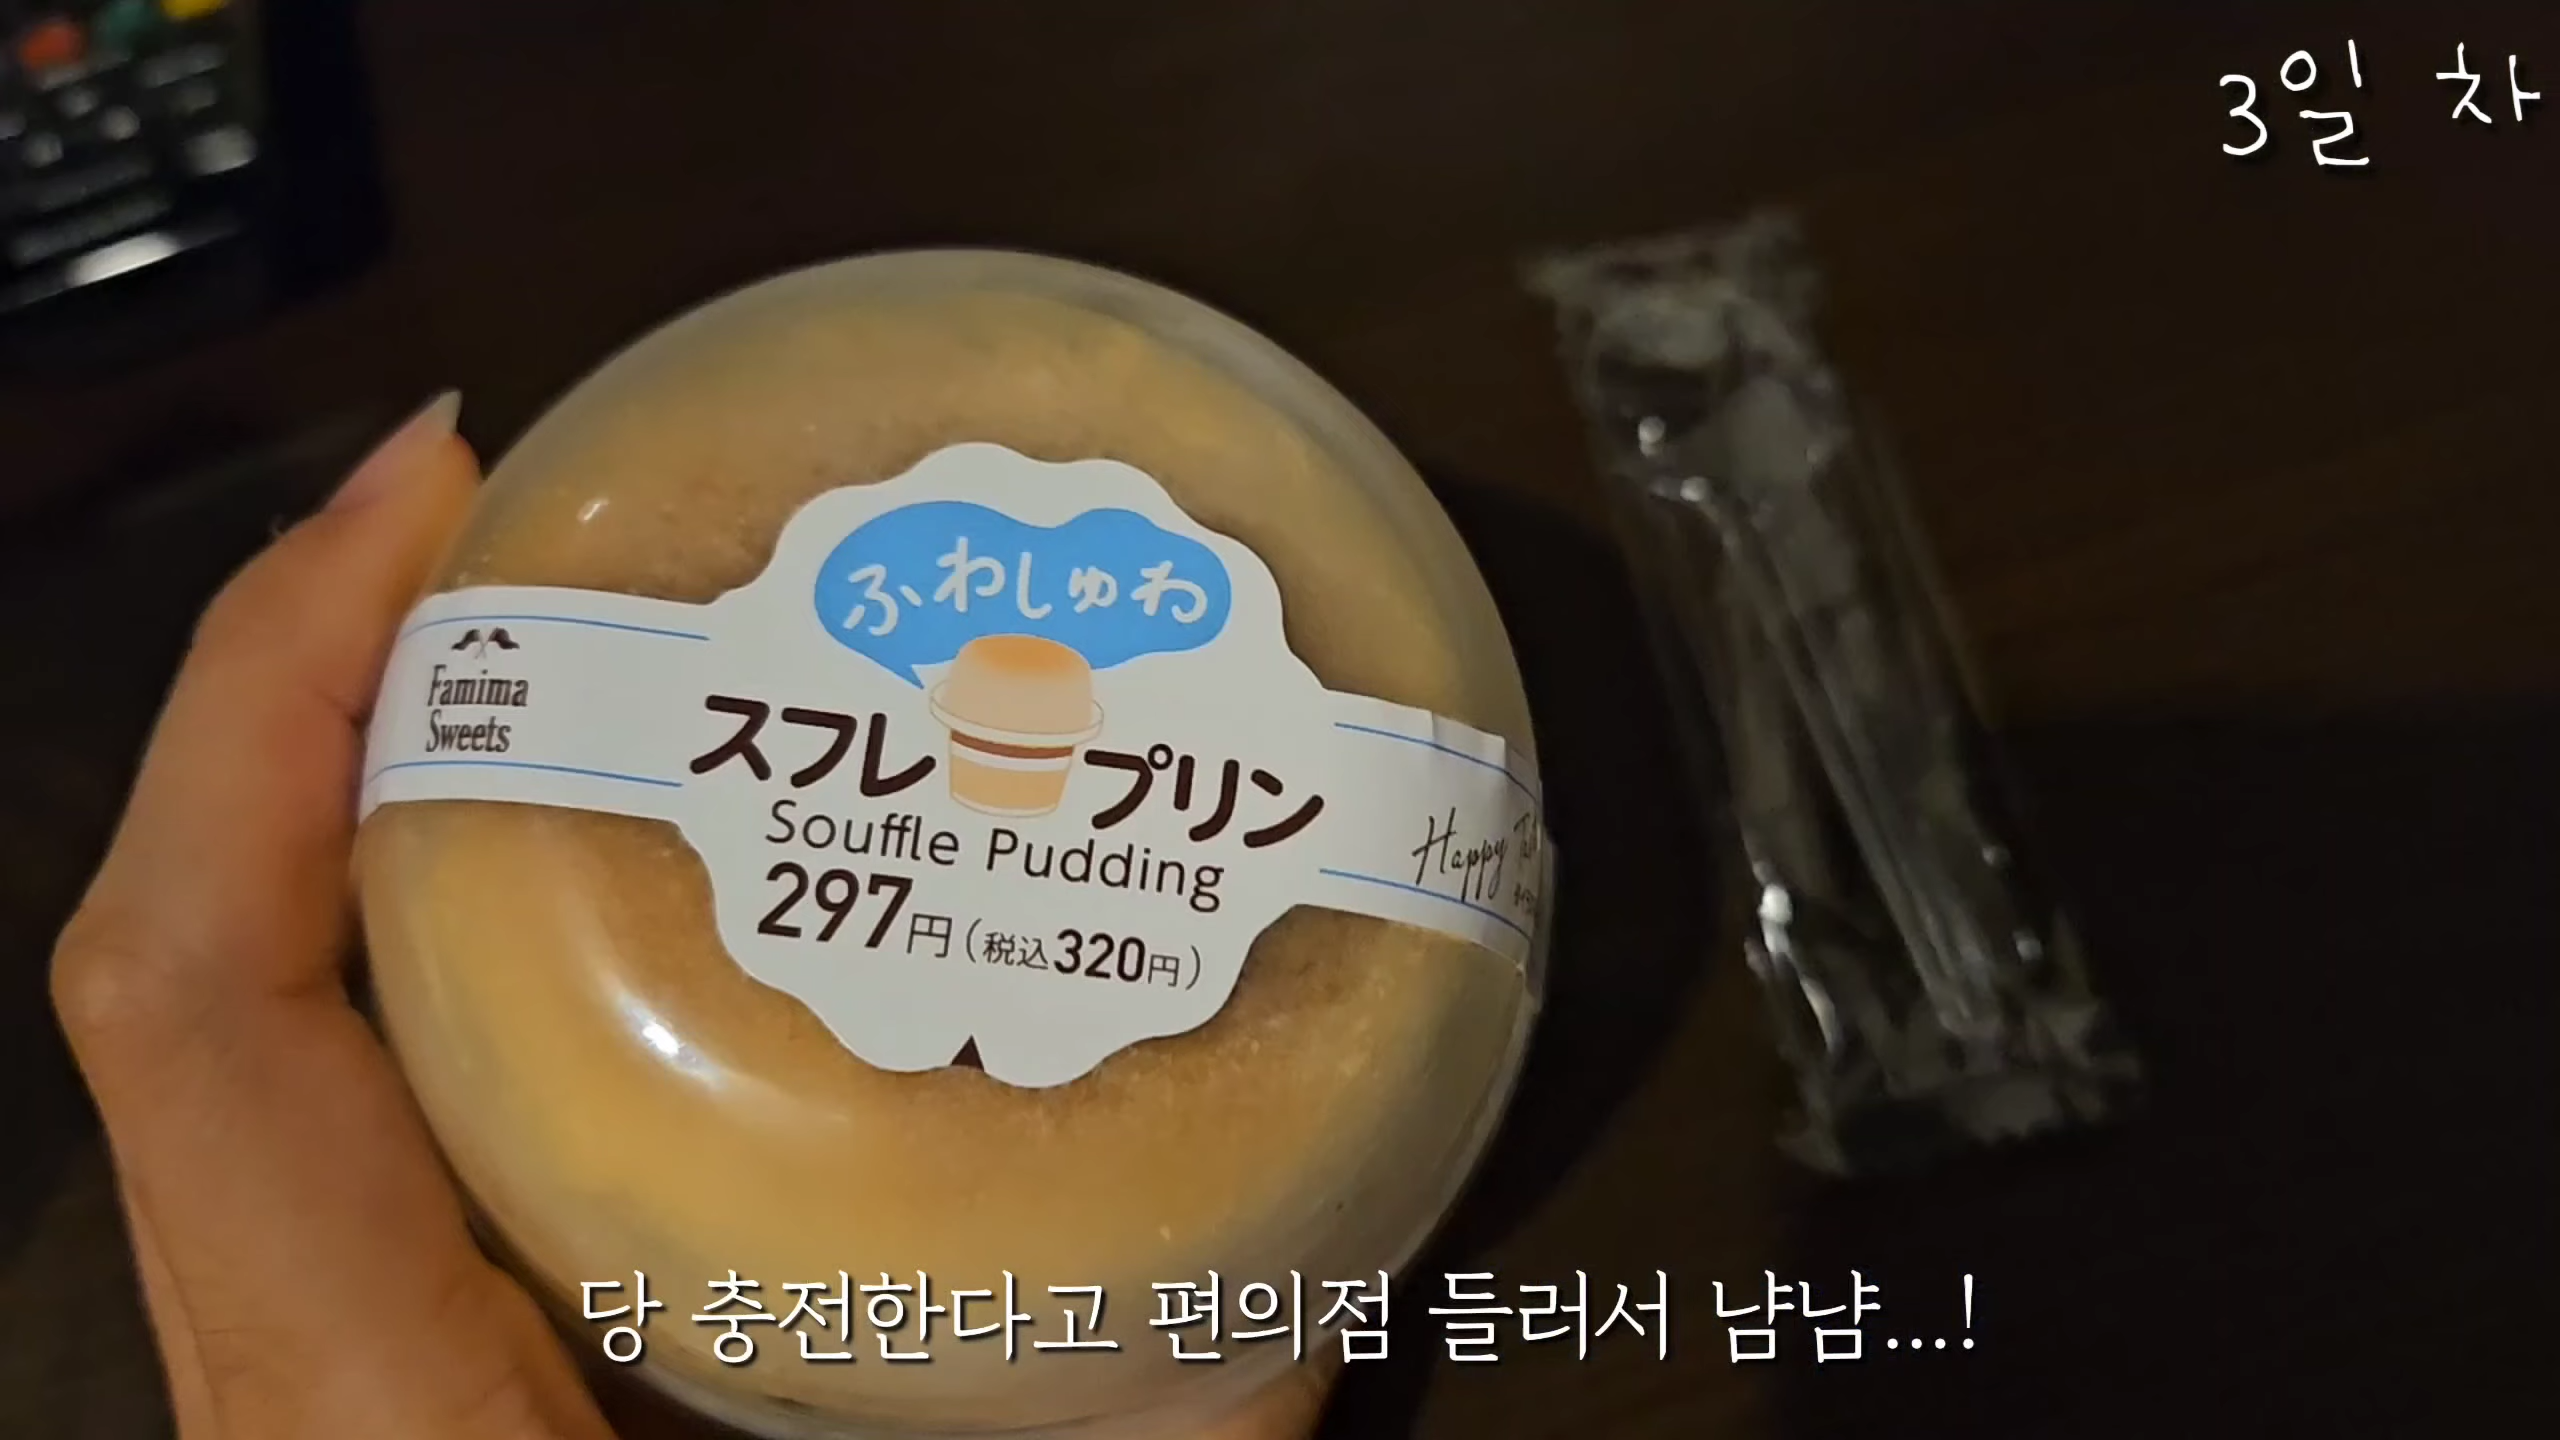 3일 차
ふわしゅわ
Famima
Sweets
スフレ プリン
Souffle Pudding
297円(税込320円)
Happy
당 충전한다고 편의점 들러서 냠냠...!